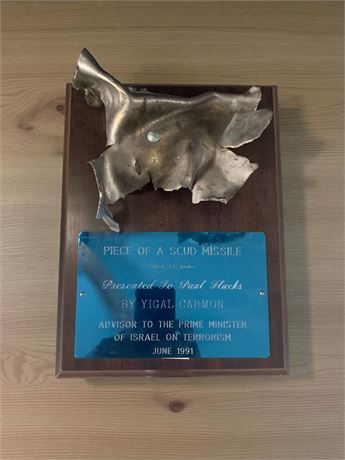 PIECE OF A SCUD MISSILE
Presented To Paul Flacks
BY YIGAL CARMON
ADVISOR TO THE PRIME MINISTER
OF ISRAEL ON TERRORISM
JUNE 1991